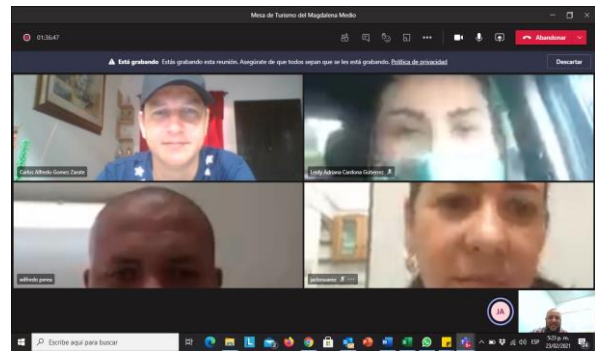 Mesa de Turismo del Magdalena Medio
01:36:47
Abandonar
Está grabando Estás grabando esta reunión. Asegúrate de que todos sepan que se les está grabando. Política de privacidad
Descartar
Carlos Alfredo Gomez Zarate
Leidy Adriana Cardona Gutierrez
wilfredo perea
JA
Escribe aquí para buscar
ESP
5:23 p. m.
23/02/2021